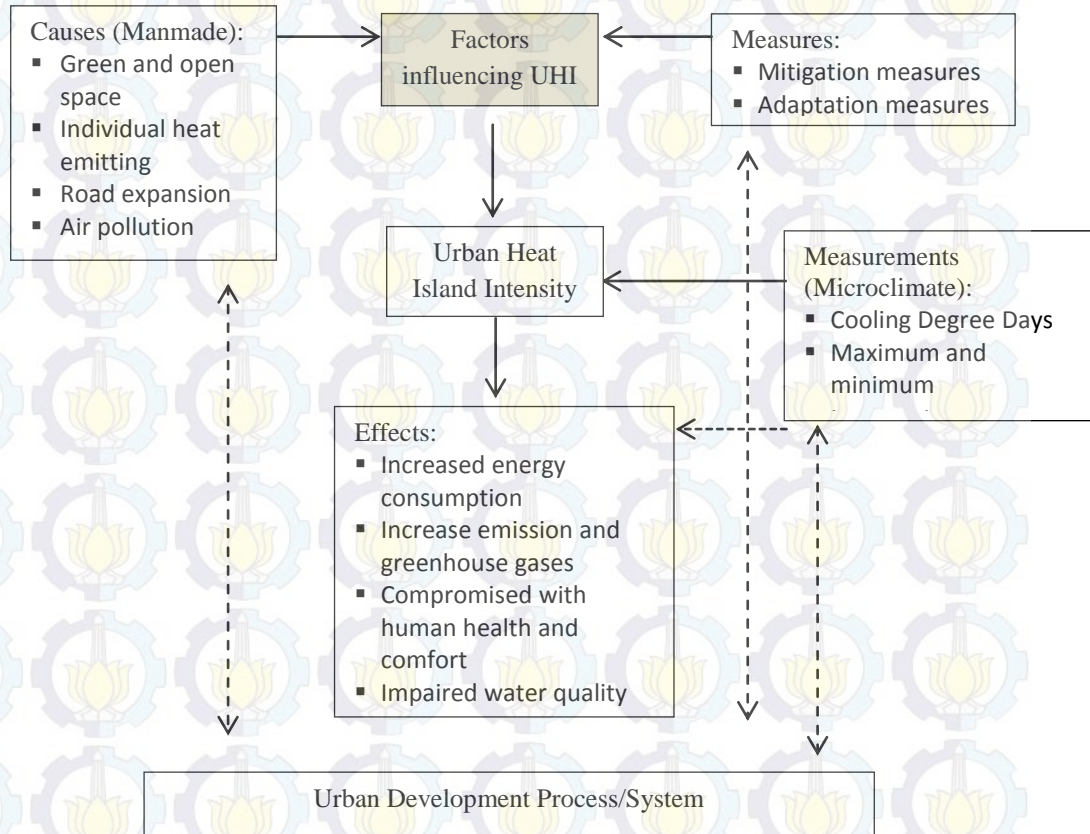 Causes (Manmade):
▪ Green and open
space
▪ Individual heat
emitting
▪ Road expansion
▪ Air pollution
Factors
influencing UHI
Measures:
▪ Mitigation measures
▪ Adaptation measures
Urban Heat
Island Intensity
Measurements
(Microclimate):
▪ Cooling Degree Days
▪ Maximum and
minimum
Effects:
▪ Increased energy
consumption
▪ Increase emission and
greenhouse gases
▪ Compromised with
human health and
comfort
▪ Impaired water quality
Urban Development Process/System